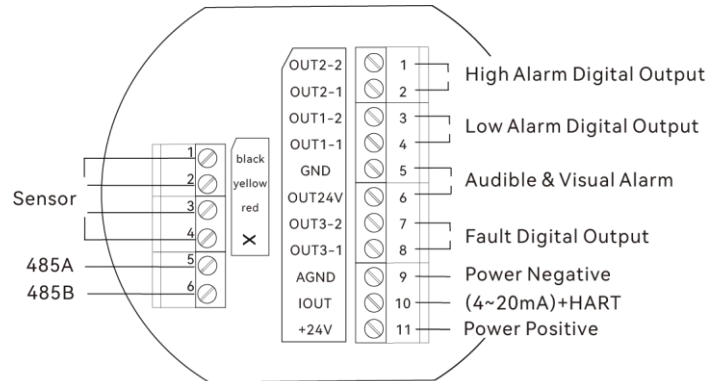 OUT2-2 1
OUT2-1 2
High Alarm Digital Output
OUT1-2 3
OUT1-1 4
Low Alarm Digital Output
GND 5
OUT24V 6
Audible & Visual Alarm
OUT3-2 7
OUT3-1 8
Fault Digital Output
AGND 9 Power Negative
IOUT 10 (4~20mA)+HART
+24V 11 Power Positive
Sensor
1 black
2 yellow
3 red
4 X
485A 5
485B 6